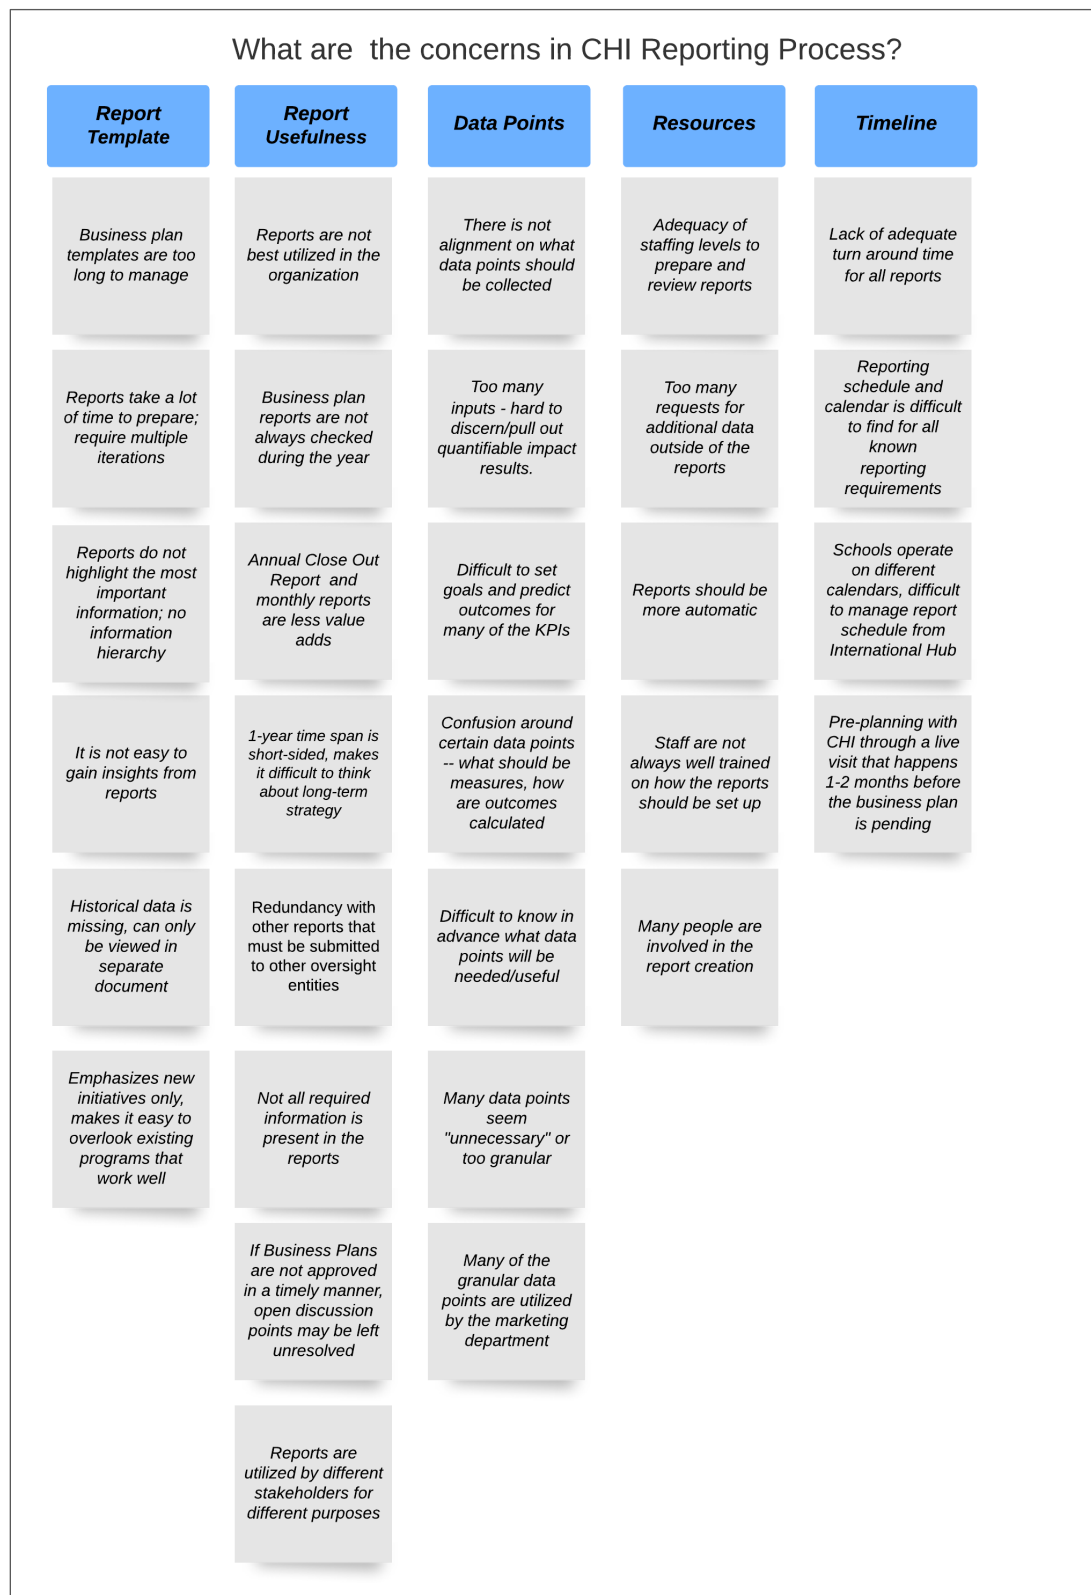 What are  the concerns in CHI Reporting Process?
Report
Template
Report
Usefulness
Data Points
Resources
Timeline
Business plan
templates are too
long to manage
Reports take a lot
of time to prepare;
require multiple
iterations
Reports do not
highlight the most
important
information; no
information
hierarchy
It is not easy to
gain insights from
reports
Historical data is
missing, can only
be viewed in
separate
document
Emphasizes new
initiatives only,
makes it easy to
overlook existing
programs that
work well
Reports are not
best utilized in the
organization
Business plan
reports are not
always checked
during the year
Annual Close Out
Report  and
monthly reports
are less value
adds
1-year time span is
short-sided, makes
it difficult to think
about long-term
strategy
Redundancy with
other reports that
must be submitted
to other oversight
entities
Not all required
information is
present in the
reports
If Business Plans
are not approved
in a timely manner,
open discussion
points may be left
unresolved
Reports are
utilized by different
stakeholders for
different purposes
There is not
alignment on what
data points should
be collected
Too many
inputs - hard to
discern/pull out
quantifiable impact
results.
Difficult to set
goals and predict
outcomes for
many of the KPIs
Confusion around
certain data points
-- what should be
measures, how
are outcomes
calculated
Difficult to know in
advance what data
points will be
needed/useful
Many data points
seem
"unnecessary" or
too granular
Many of the
granular data
points are utilized
by the marketing
department
Adequacy of
staffing levels to
prepare and
review reports
Too many
requests for
additional data
outside of the
reports
Reports should be
more automatic
Staff are not
always well trained
on how the reports
should be set up
Many people are
involved in the
report creation
Lack of adequate
turn around time
for all reports
Reporting
schedule and
calendar is difficult
to find for all
known
reporting
requirements
Schools operate
on different
calendars, difficult
to manage report
schedule from
International Hub
Pre-planning with
CHI through a live
visit that happens
1-2 months before
the business plan
is pending